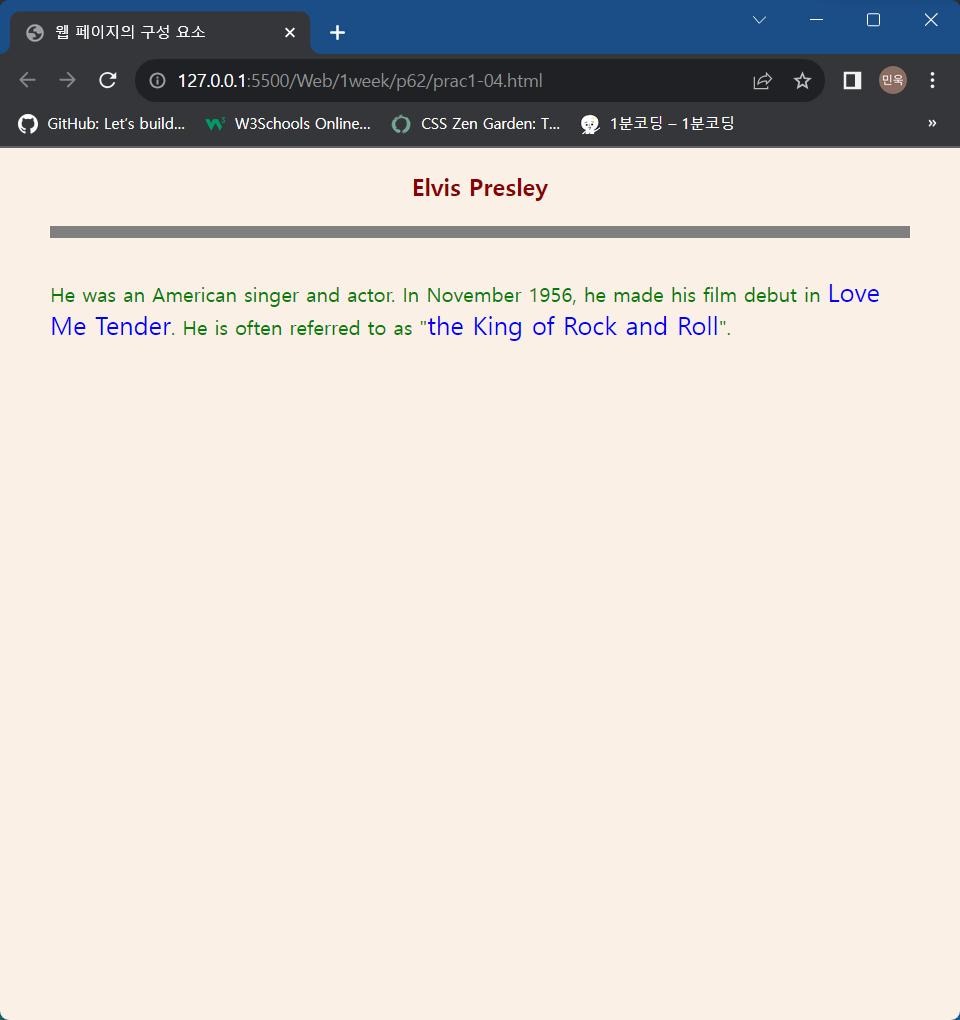 웹 페이지의 구성 요소
127.0.0.1:5500/Web/1week/p62/prac1-04.html
민욱
GitHub: Let's build... W3Schools Online... CSS Zen Garden: T... 1분코딩 – 1분코딩 »
Elvis Presley
He was an American singer and actor. In November 1956, he made his film debut in Love
Me Tender. He is often referred to as "the King of Rock and Roll".